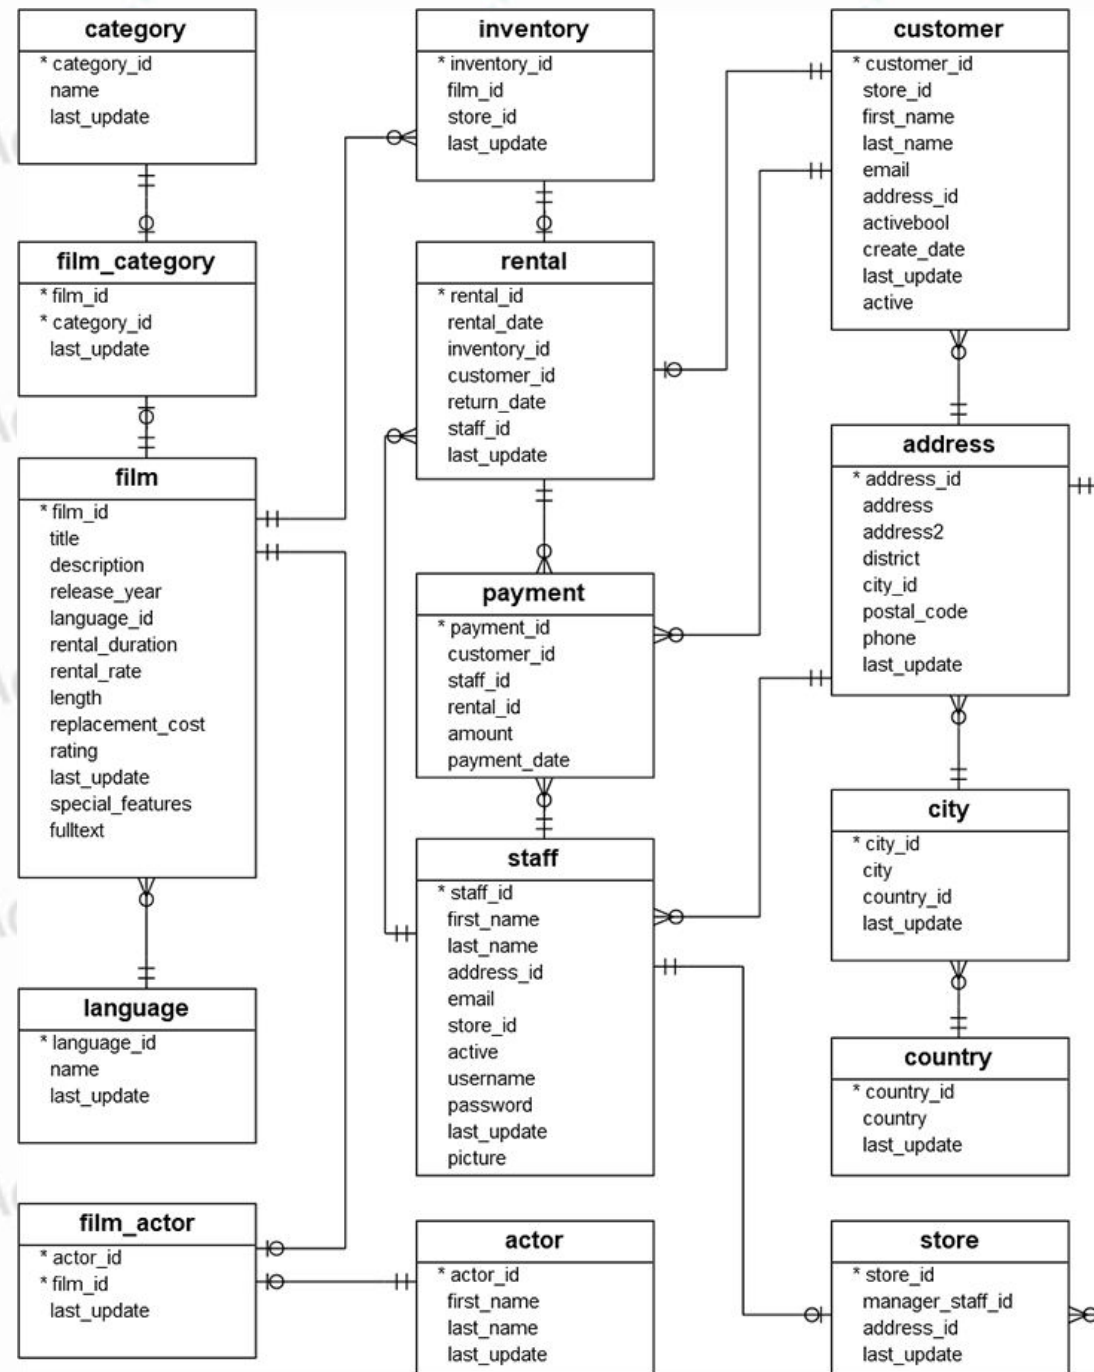 category
* category_id
name
last_update
film_category
* film_id
* category_id
last_update
film
* film_id
title
description
release_year
language_id
rental_duration
rental_rate
length
replacement_cost
rating
last_update
special_features
fulltext
language
* language_id
name
last_update
film_actor
* actor_id
* film_id
last_update
inventory
* inventory_id
film_id
store_id
last_update
rental
* rental_id
rental_date
inventory_id
customer_id
return_date
staff_id
last_update
payment
* payment_id
customer_id
staff_id
rental_id
amount
payment_date
staff
* staff_id
first_name
last_name
address_id
email
store_id
active
username
password
last_update
picture
actor
* actor_id
first_name
last_name
last_update
customer
* customer_id
store_id
first_name
last_name
email
address_id
activebool
create_date
last_update
active
address
* address_id
address
address2
district
city_id
postal_code
phone
last_update
city
* city_id
city
country_id
last_update
country
* country_id
country
last_update
store
* store_id
manager_staff_id
address_id
last_update